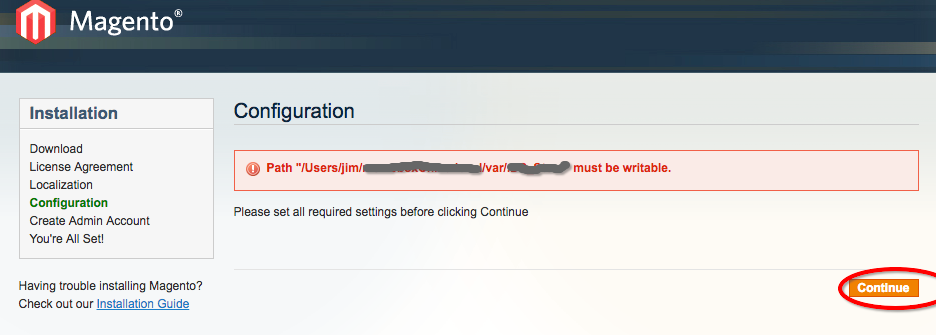 Magento®
Installation
Download
License Agreement
Localization
Configuration
Create Admin Account
You're All Set!
Having trouble installing Magento?
Check out our Installation Guide
Configuration
Path "/Users/jim/ /var/ must be writable.
Please set all required settings before clicking Continue
Continue